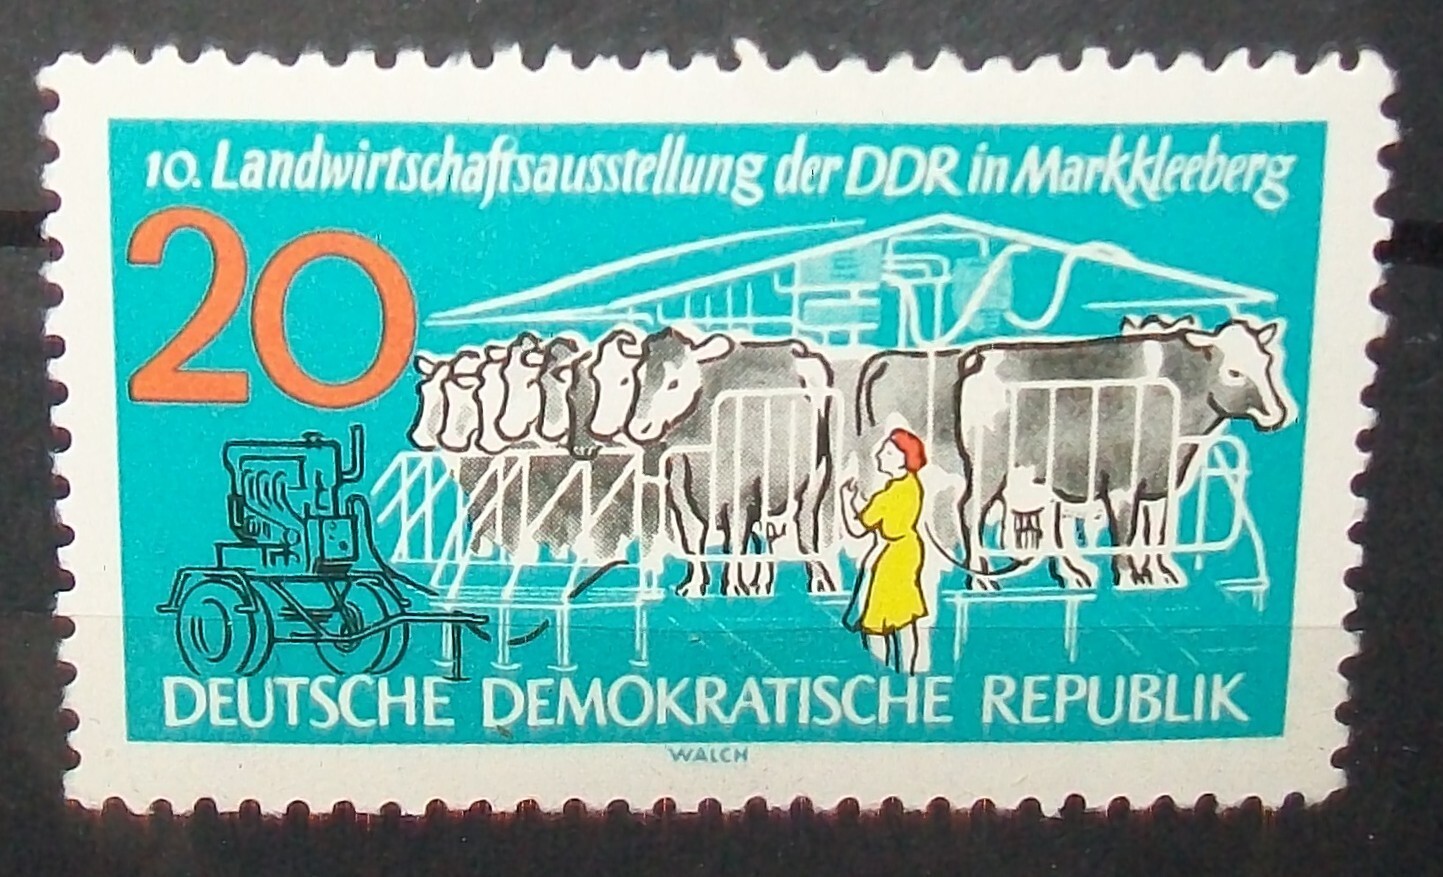 10. Landwirtschaftsausstellung der DDR in Markkleeberg
20
DEUTSCHE DEMOKRATISCHE REPUBLIK
WALCH